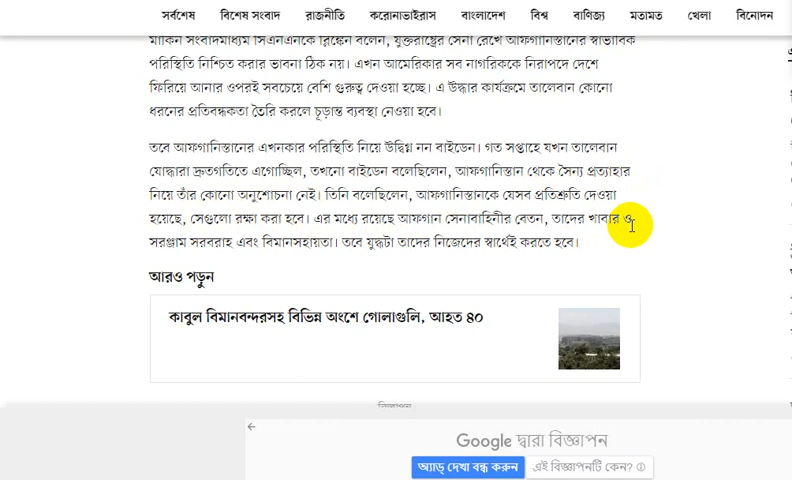 সর্বশেষ বিশেষ সংবাদ রাজনীতি করোনাভাইরাস বাংলাদেশ বিশ্ব বাণিজ্য মতামত খেলা বিনোদন
মার্কিন সংবাদমাধ্যম সিএনএনকে ব্লিঙ্কেন বলেন, যুক্তরাষ্ট্রের সেনা রেখে আফগানিস্তানের স্বাভাবিক
পরিস্থিতি নিশ্চিত করার ভাবনা ঠিক নয়। এখন আমেরিকার সব নাগরিককে নিরাপদে দেশে
ফিরিয়ে আনার ওপরই সবচেয়ে বেশি গুরুত্ব দেওয়া হচ্ছে। এ উদ্ধার কার্যক্রমে তালেবান কোনো
ধরনের প্রতিবন্ধকতা তৈরি করলে চূড়ান্ত ব্যবস্থা নেওয়া হবে।
তবে আফগানিস্তানের এখনকার পরিস্থিতি নিয়ে উদ্বিগ্ন নন বাইডেন। গত সপ্তাহে যখন তালেবান
যোদ্ধারা দ্রুতগতিতে এগোচ্ছিল, তখনো বাইডেন বলেছিলেন, আফগানিস্তান থেকে সৈন্য প্রত্যাহার
নিয়ে তাঁর কোনো অনুশোচনা নেই। তিনি বলেছিলেন, আফগানিস্তানকে যেসব প্রতিশ্রুতি দেওয়া
হয়েছে, সেগুলো রক্ষা করা হবে। এর মধ্যে রয়েছে আফগান সেনাবাহিনীর বেতন, তাদের খাবার ও
সরঞ্জাম সরবরাহ এবং বিমানসহায়তা। তবে যুদ্ধটা তাদের নিজেদের স্বার্থেই করতে হবে।
আরও পড়ুন
কাবুল বিমানবন্দরসহ বিভিন্ন অংশে গোলাগুলি, আহত ৪০
Google দ্বারা বিজ্ঞাপন
অ্যাড্ দেখা বন্ধ করুন এই বিজ্ঞাপনটি কেন?